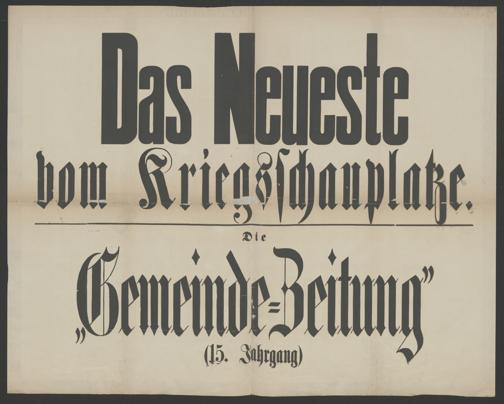 Das Neueste
vom Kriegsschauplatze.
Die
„Gemeinde=Zeitung”
(15. Jahrgang)